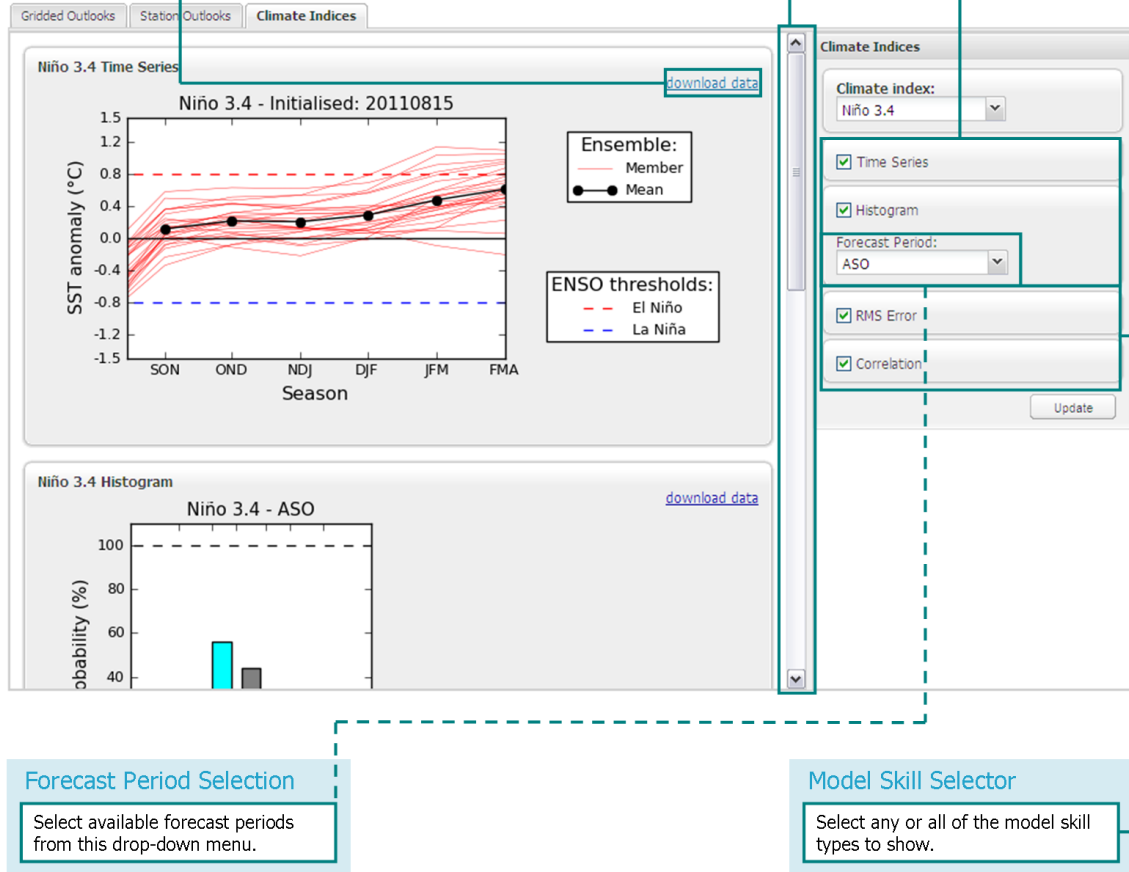 Gridded Outlooks
Station Outlooks
Climate Indices
Niño 3.4 Time Series
download data
Niño 3.4 - Initialised: 20110815
1.5
1.2
0.8
0.4
0.0
-0.4
-0.8
-1.2
-1.5
SST anomaly (°C)
SON OND NDJ DJF JFM FMA
Season
Ensemble:
Member
Mean
ENSO thresholds:
El Niño
La Niña
Niño 3.4 Histogram
download data
Niño 3.4 - ASO
100
80
60
40
obability (%)
Climate Indices
Climate index:
Niño 3.4
Time Series
Histogram
Forecast Period:
ASO
RMS Error
Correlation
Update
Forecast Period Selection
Select available forecast periods
from this drop-down menu.
Model Skill Selector
Select any or all of the model skill
types to show.